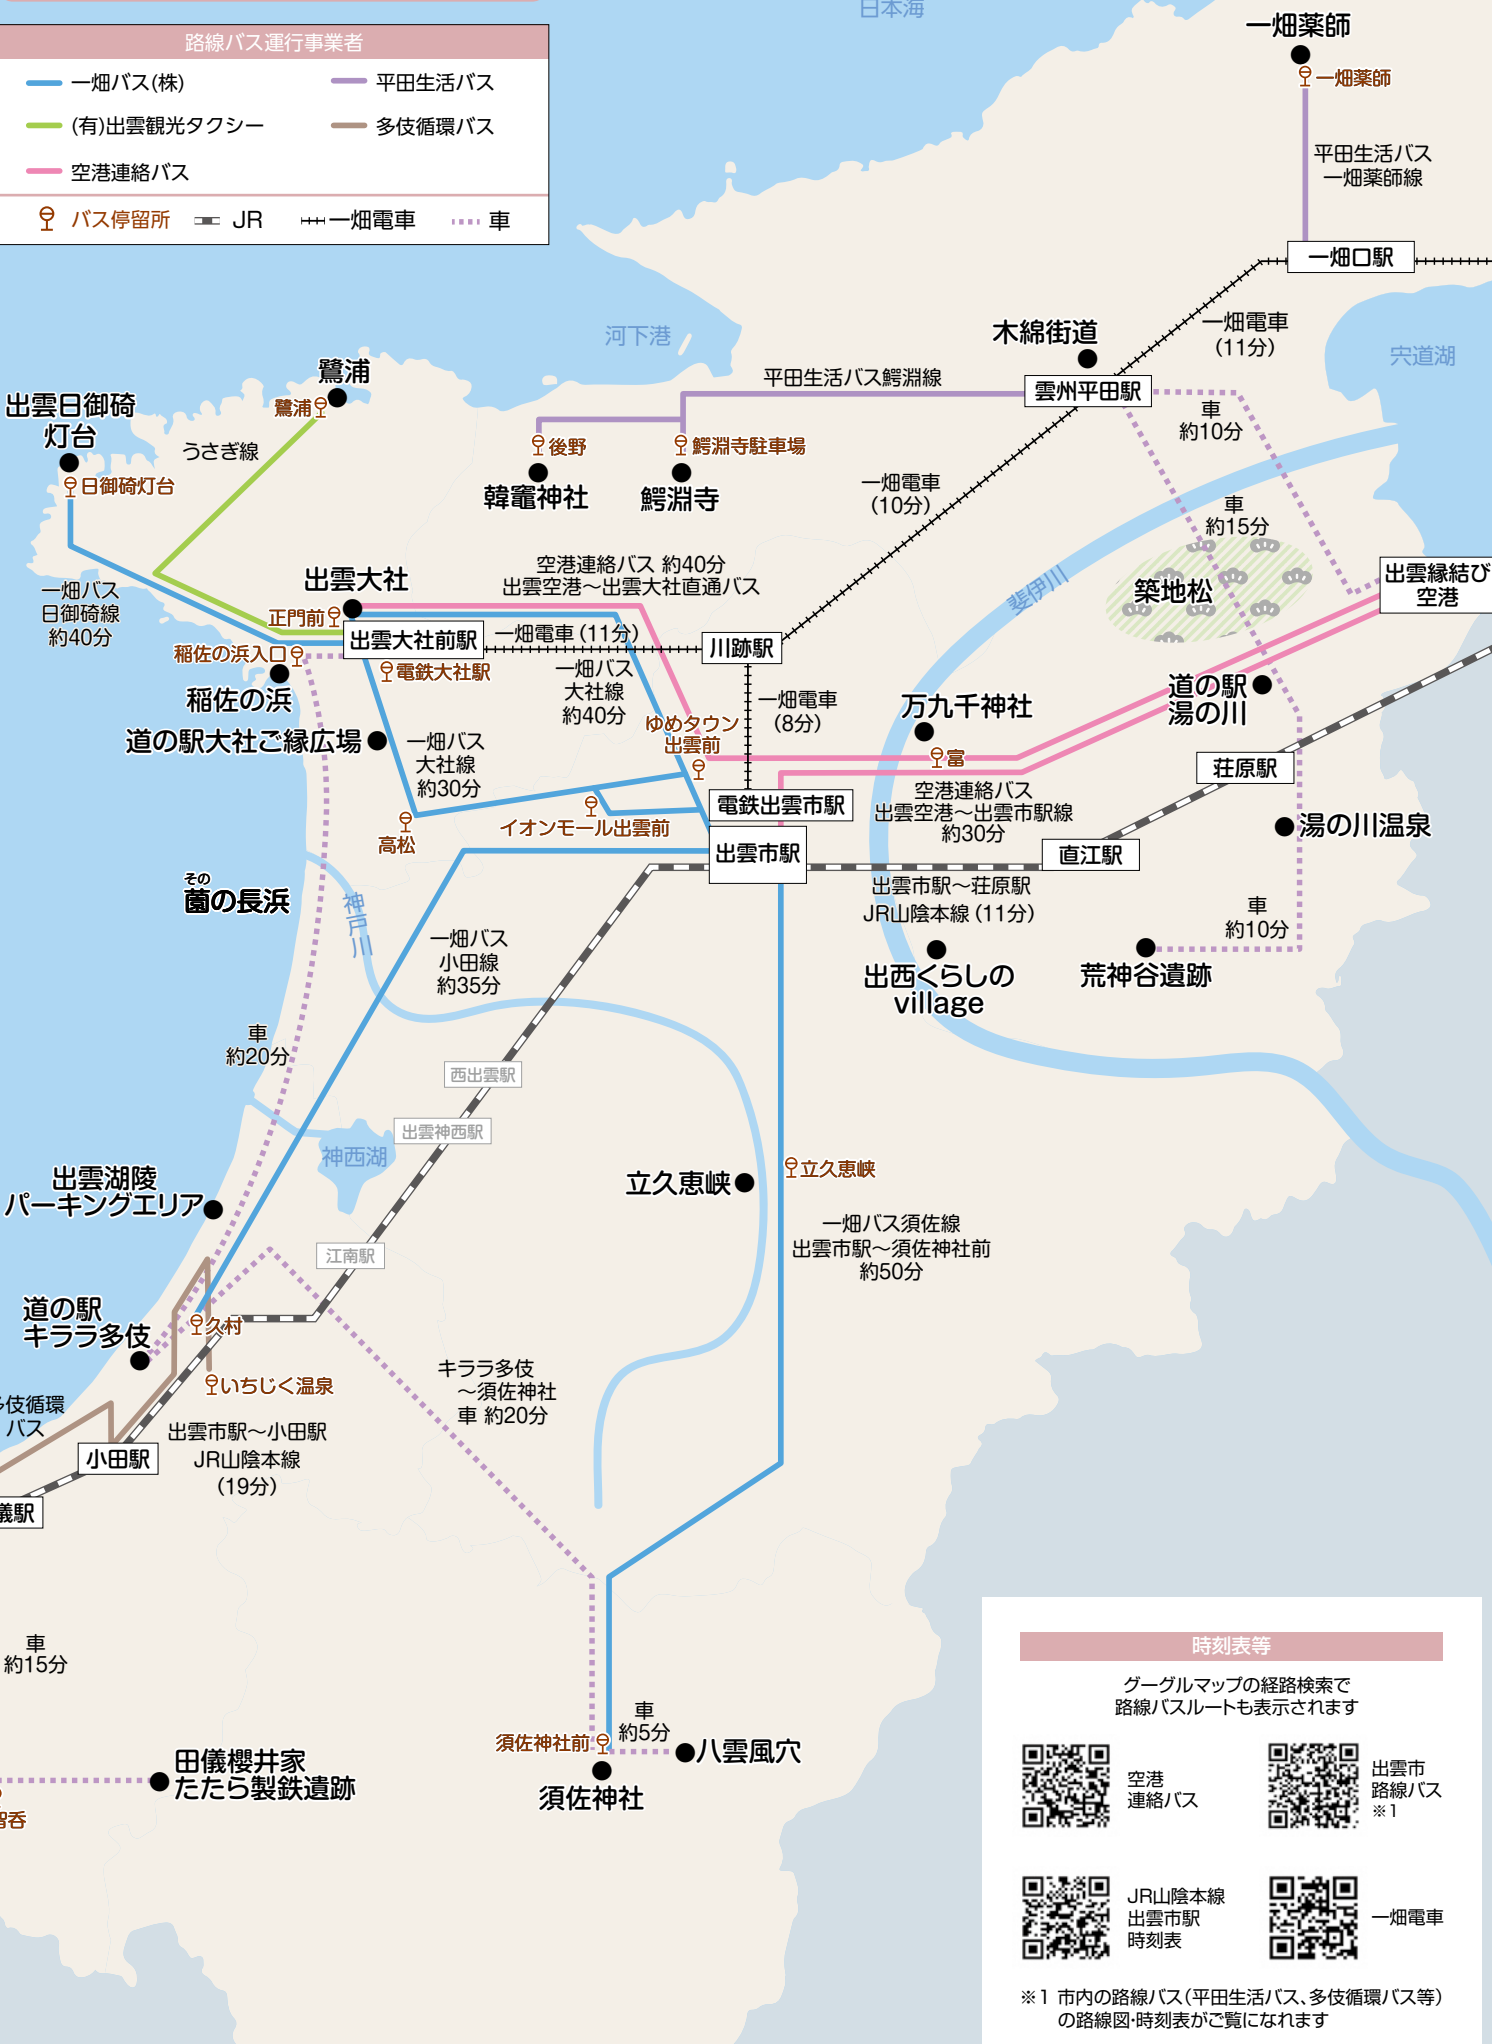 日本海
路線バス運行事業者
一畑バス(株)
平田生活バス
(有)出雲観光タクシー
多伎循環バス
空港連絡バス
バス停留所
JR
一畑電車
車
一畑薬師
一畑薬師
平田生活バス
一畑薬師線
一畑口駅
河下港
木綿街道
一畑電車
(11分)
宍道湖
鷺浦
鷺浦
平田生活バス鰐淵線
雲州平田駅
出雲日御碕
灯台
日御碕灯台
うさぎ線
車
約10分
後野
鰐淵寺駐車場
韓竈神社
鰐淵寺
一畑電車
(10分)
車
約15分
空港連絡バス 約40分
出雲空港～出雲大社直通バス
出雲大社
正門前
一畑バス
日御碕線
約40分
斐伊川
築地松
出雲縁結び
空港
出雲大社前駅
一畑電車(11分)
川跡駅
稲佐の浜入口
稲佐の浜
電鉄大社駅
一畑バス
大社線
約40分
一畑電車
(8分)
道の駅
湯の川
万九千神社
ゆめタウン
出雲前
道の駅大社ご縁広場
一畑バス
大社線
約30分
富
荘原駅
空港連絡バス
出雲空港～出雲市駅線
約30分
電鉄出雲市駅
高松
イオンモール出雲前
湯の川温泉
出雲市駅
直江駅
その
薗の長浜
出雲市駅～荘原駅
JR山陰本線(11分)
神戸川
一畑バス
小田線
約35分
車
約10分
出西くらしの
village
荒神谷遺跡
車
約20分
西出雲駅
出雲神西駅
神西湖
出雲湖陵
パーキングエリア
立久恵峡
立久恵峡
江南駅
一畑バス須佐線
出雲市駅～須佐神社前
約50分
道の駅
キララ多伎
久村
いちじく温泉
キララ多伎
～須佐神社
車 約20分
伎循環
バス
小田駅
出雲市駅～小田駅
JR山陰本線
(19分)
儀駅
車
約15分
須佐神社前
車
約5分
八雲風穴
須佐神社
田儀櫻井家
たたら製鉄遺跡
呑
時刻表等
グーグルマップの経路検索で
路線バスルートも表示されます
空港
連絡バス
出雲市
路線バス
※1
JR山陰本線
出雲市駅
時刻表
一畑電車
※1 市内の路線バス(平田生活バス、多伎循環バス等)
の路線図・時刻表がご覧になれます